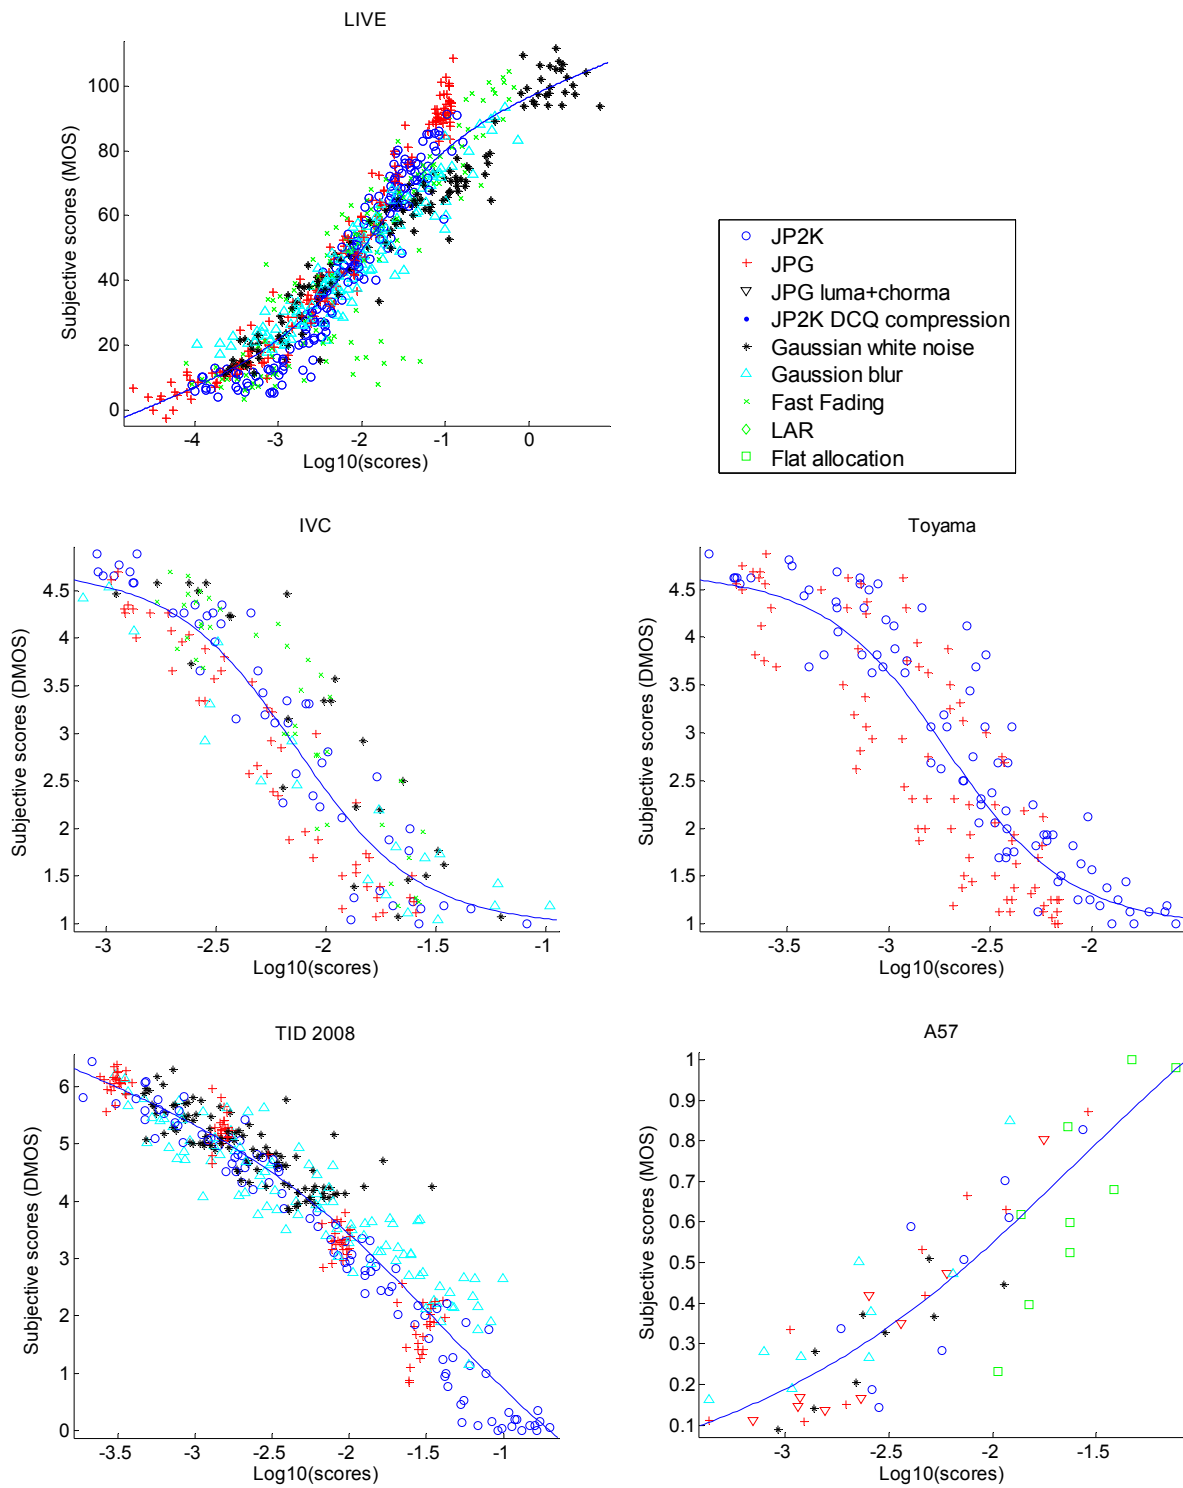 LIVE
100
80
60
40
20
0
Subjective scores (MOS)
-4 -3 -2 -1 0
Log10(scores)
JP2K
JPG
JPG luma+chorma
JP2K DCQ compression
Gaussian white noise
Gaussion blur
Fast Fading
LAR
Flat allocation
IVC
4.5
4
3.5
3
2.5
2
1.5
1
Subjective scores (DMOS)
-3 -2.5 -2 -1.5 -1
Log10(scores)
Toyama
4.5
4
3.5
3
2.5
2
1.5
1
Subjective scores (DMOS)
-3.5 -3 -2.5 -2
Log10(scores)
TID 2008
6
5
4
3
2
1
0
Subjective scores (DMOS)
-3.5 -3 -2.5 -2 -1.5 -1
Log10(scores)
A57
1
0.9
0.8
0.7
0.6
0.5
0.4
0.3
0.2
0.1
Subjective scores (MOS)
-3 -2.5 -2 -1.5
Log10(scores)